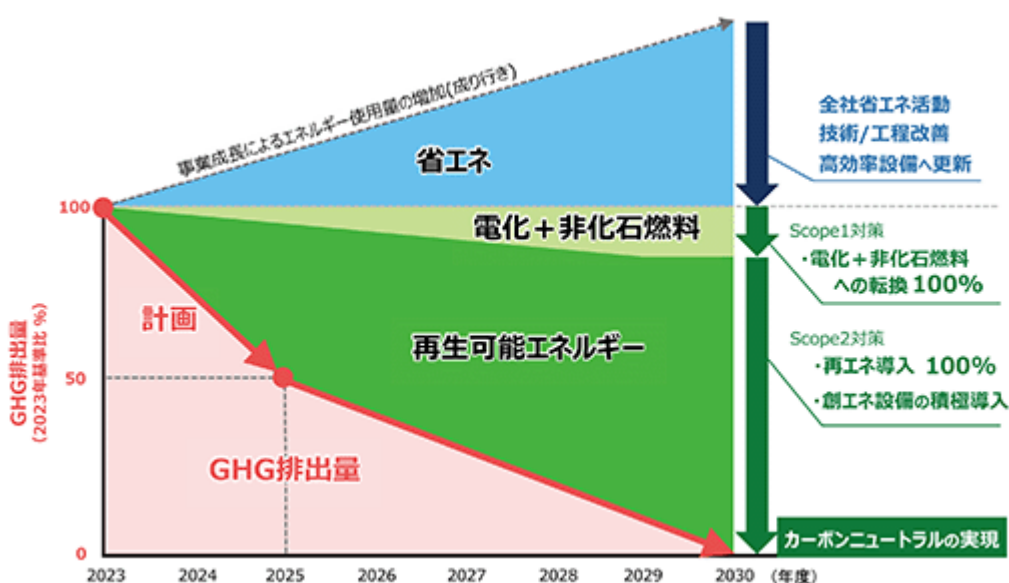 事業成長によるエネルギー使用量の増加(成り行き)
省エネ
全社省エネ活動
技術/工程改善
高効率設備へ更新
100
電化＋非化石燃料
Scope1対策
・電化＋非化石燃料
への転換 100%
計画
再生可能エネルギー
GHG排出量
(2023年基準比 %)
Scope2対策
・再エネ導入 100%
・創エネ設備の積極導入
50
GHG排出量
カーボンニュートラルの実現
0
2023 2024 2025 2026 2027 2028 2029 2030 (年度)